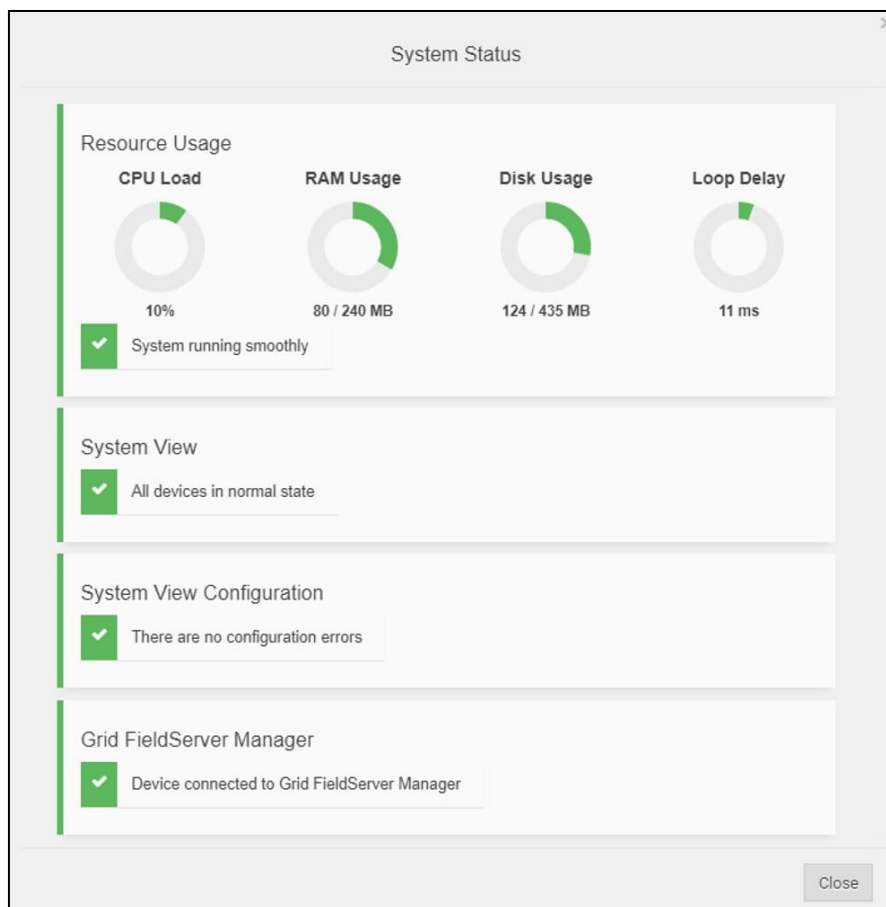 System Status
Resource Usage
CPU Load RAM Usage Disk Usage Loop Delay
10% 80 / 240 MB 124 / 435 MB 11 ms
System running smoothly
System View
All devices in normal state
System View Configuration
There are no configuration errors
Grid FieldServer Manager
Device connected to Grid FieldServer Manager
Close